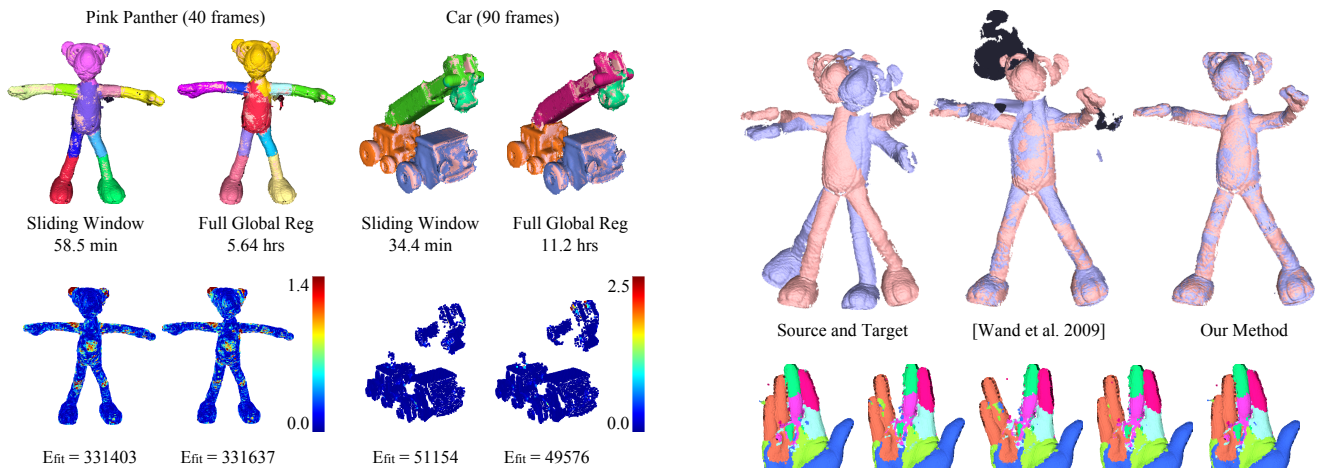 Pink Panther (40 frames)
Car (90 frames)
Sliding Window
58.5 min
Full Global Reg
5.64 hrs
Sliding Window
34.4 min
Full Global Reg
11.2 hrs
1.4
0.0
2.5
0.0
Efit = 331403
Efit = 331637
Efit = 51154
Efit = 49576
Source and Target
[Wand et al. 2009]
Our Method